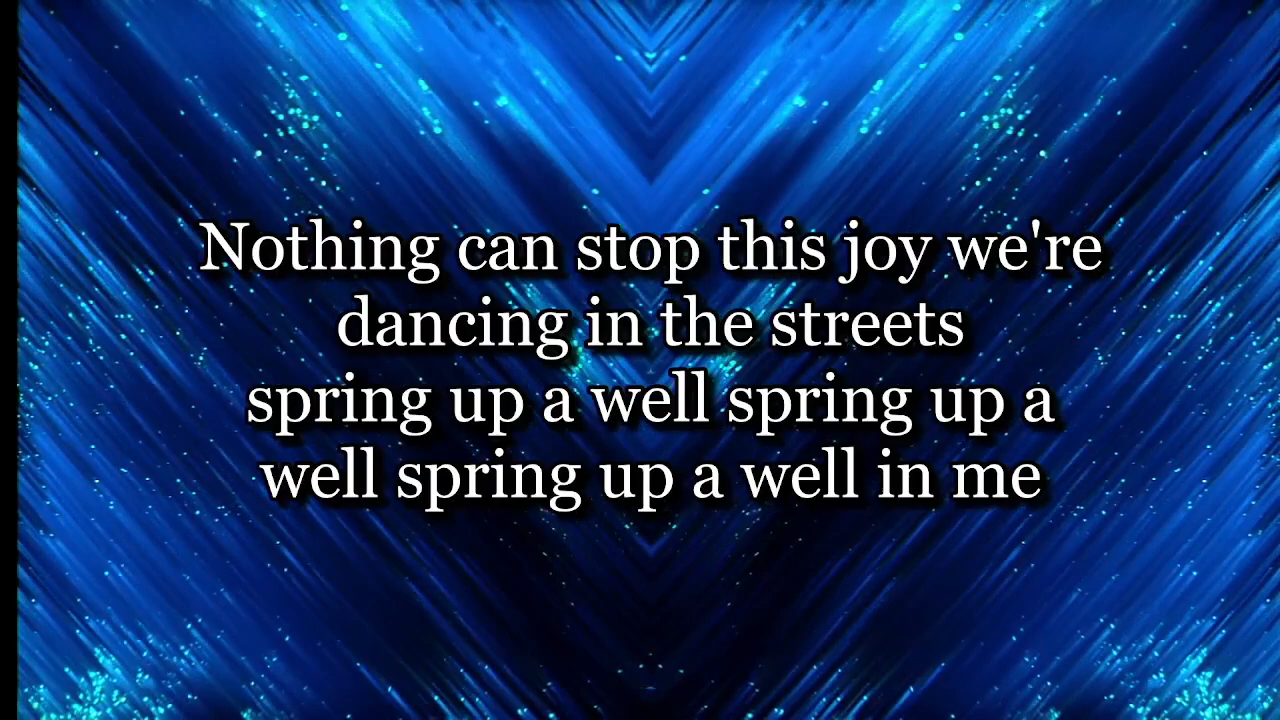 Nothing can stop this joy we're
dancing in the streets
spring up a well spring up a
well spring up a well in me